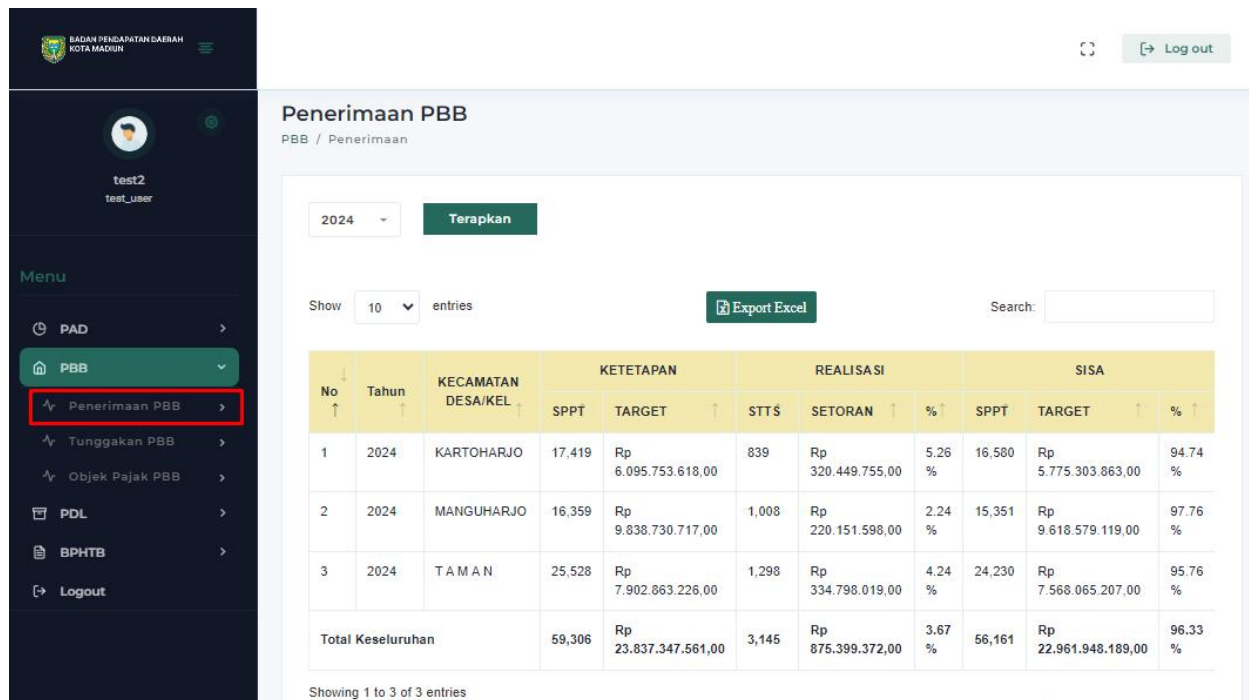 BADAN PENDAPATAN DAERAH
KOTA MADIUN
Log out
test2
test_user
Menu
PAD
PBB
Penerimaan PBB
Tunggakan PBB
Objek Pajak PBB
PDL
BPHTB
Logout
Penerimaan PBB
PBB / Penerimaan
2024
Terapkan
Show 10 entries
Export Excel
Search:
No Tahun KECAMATAN DESA/KEL KETETAPAN REALISASI SISA
SPPT TARGET STTS SETORAN % SPPT TARGET %
1 2024 KARTOHARJO 17,419 Rp 6.095.753.618,00 839 Rp 320.449.755,00 5.26 % 16,580 Rp 5.775.303.863,00 94.74 %
2 2024 MANGUHARJO 16,359 Rp 9.838.730.717,00 1,008 Rp 220.151.598,00 2.24 % 15,351 Rp 9.618.579.119,00 97.76 %
3 2024 T A M A N 25,528 Rp 7.902.863.226,00 1,298 Rp 334.798.019,00 4.24 % 24,230 Rp 7.568.065.207,00 95.76 %
Total Keseluruhan 59,306 Rp 23.837.347.561,00 3,145 Rp 875.399.372,00 3.67 % 56,161 Rp 22.961.948.189,00 96.33 %
Showing 1 to 3 of 3 entries